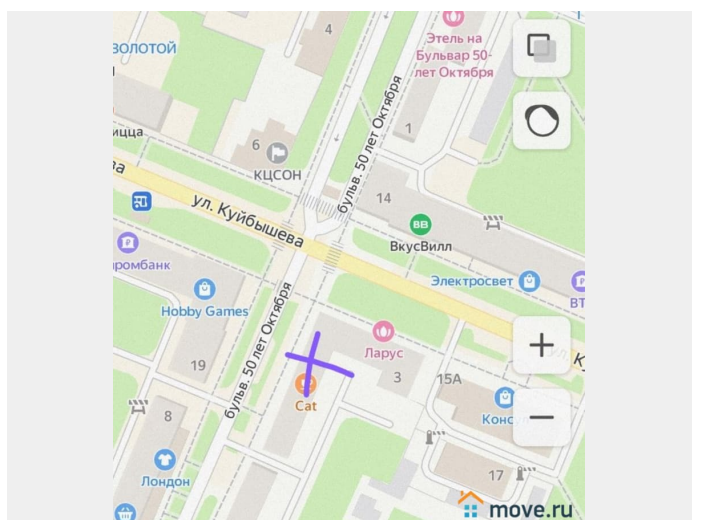 4
Этель на
Бульвар 50-
лет Октября
ЗОЛОТОЙ
ицца
1
6
КЦСОН
бульв. 50 лет Октября
14
ул. Куйбышева
ВВ
ВкусВилл
промбанк
Электросвет
ВТ
Hobby Games
бульв. 50 лет Октября
Ларус
19
3
15А
Cat
8
Конс
17
Лондон
move.ru